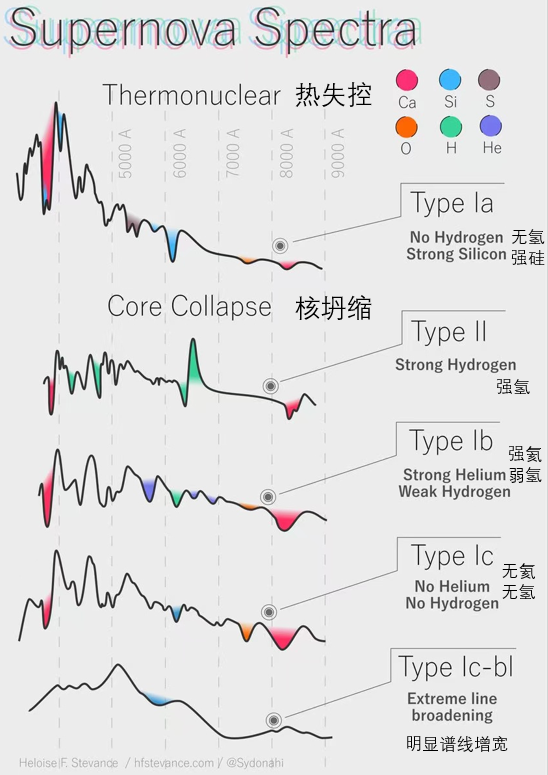 Supernova Spectra
Thermonuclear 热失控
Ca Si S
O H He
5000 A 6000 A 7000 A 8000 A 9000 A
Type Ia
No Hydrogen 无氢
Strong Silicon 强硅
Core Collapse 核坍缩
Type II
Strong Hydrogen
强氢
Type Ib
强氦
Strong Helium 弱氢
Weak Hydrogen
Type Ic
无氦
No Helium
无氢
No Hydrogen
Type Ic-bl
Extreme line
broadening
明显谱线增宽
Heloise F. Stevance / hfstevance.com / @Sydonahi